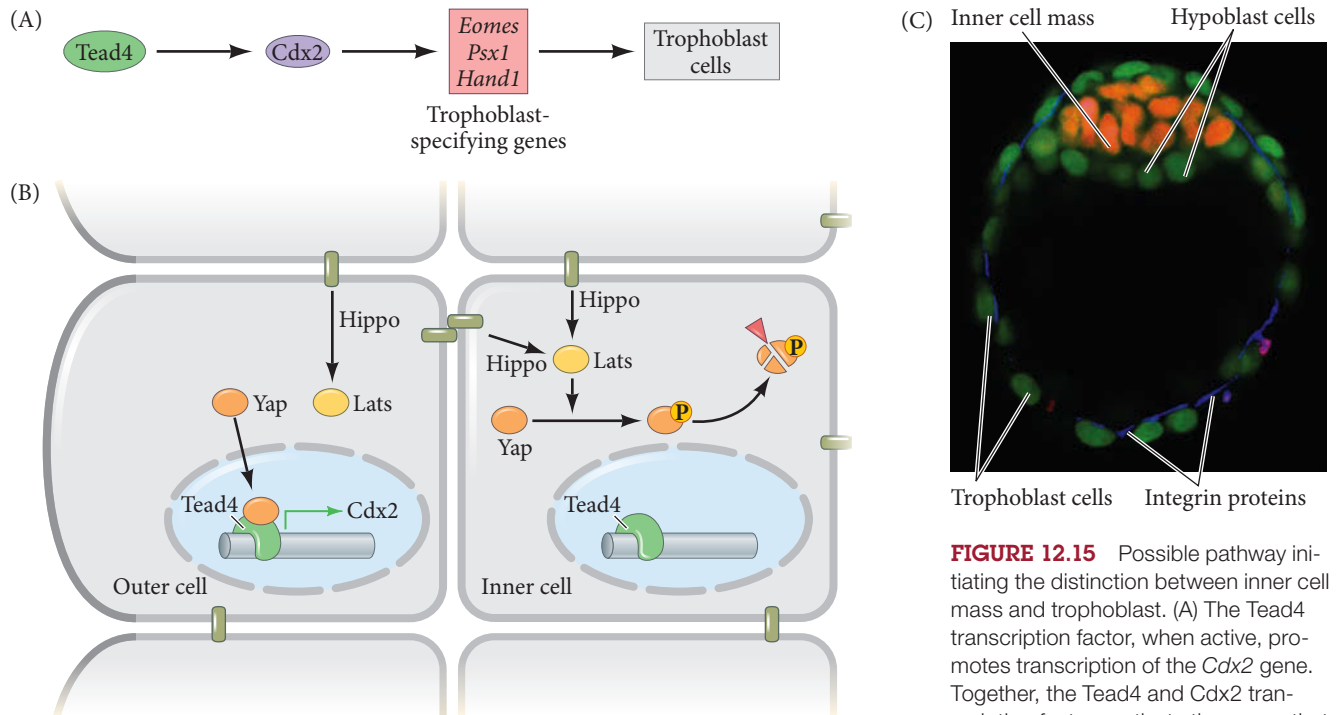 (A)
Tead4
Cdx2
Eomes
Psx1
Hand1
Trophoblast
cells
Trophoblast-
specifying genes
(B)
Hippo
Yap
Lats
Tead4
Cdx2
Outer cell
Hippo
Hippo
Lats
P
Yap
P
Tead4
Inner cell
(C)
Inner cell mass
Hypoblast cells
Trophoblast cells
Integrin proteins
FIGURE 12.15 Possible pathway ini-
tiating the distinction between inner cell
mass and trophoblast. (A) The Tead4
transcription factor, when active, pro-
motes transcription of the Cdx2 gene.
Together, the Tead4 and Cdx2 tran-